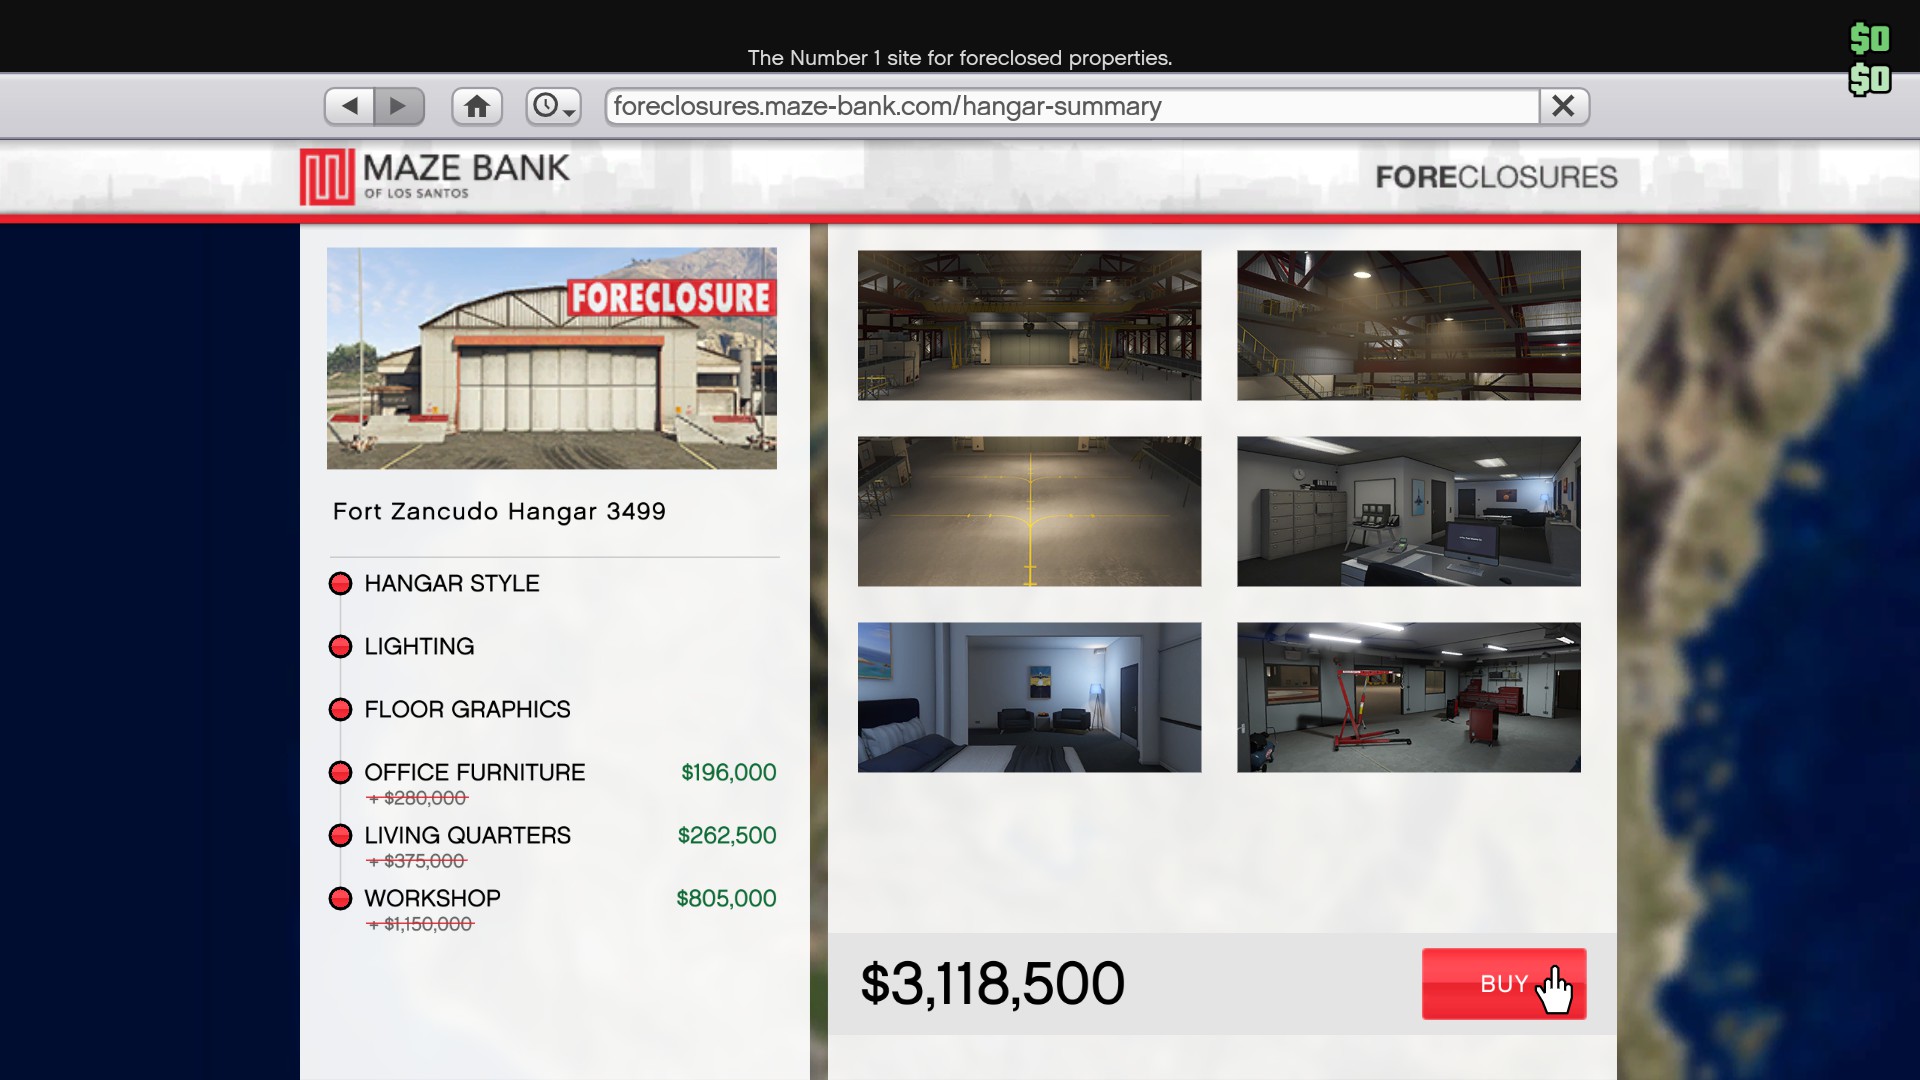 The Number 1 site for foreclosed properties.
$0
$0
foreclosures.maze-bank.com/hangar-summary
MAZE BANK
OF LOS SANTOS
FORECLOSURES
FORECLOSURE
Fort Zancudo Hangar 3499
HANGAR STYLE
LIGHTING
FLOOR GRAPHICS
OFFICE FURNITURE $196,000
+ $280,000
LIVING QUARTERS $262,500
+ $375,000
WORKSHOP $805,000
+ $1,150,000
$3,118,500
BUY